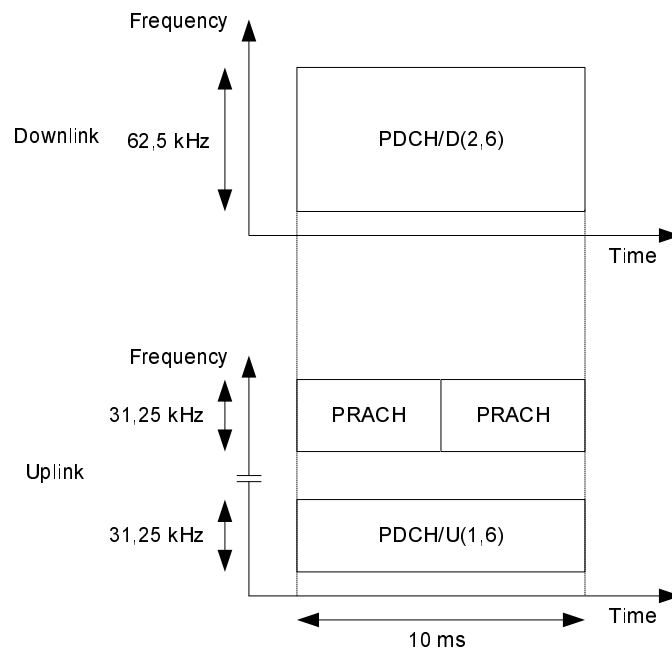 Frequency
Downlink
62,5 kHz
PDCH/D(2,6)
Time
Frequency
31,25 kHz
PRACH
PRACH
Uplink
31,25 kHz
PDCH/U(1,6)
Time
10 ms